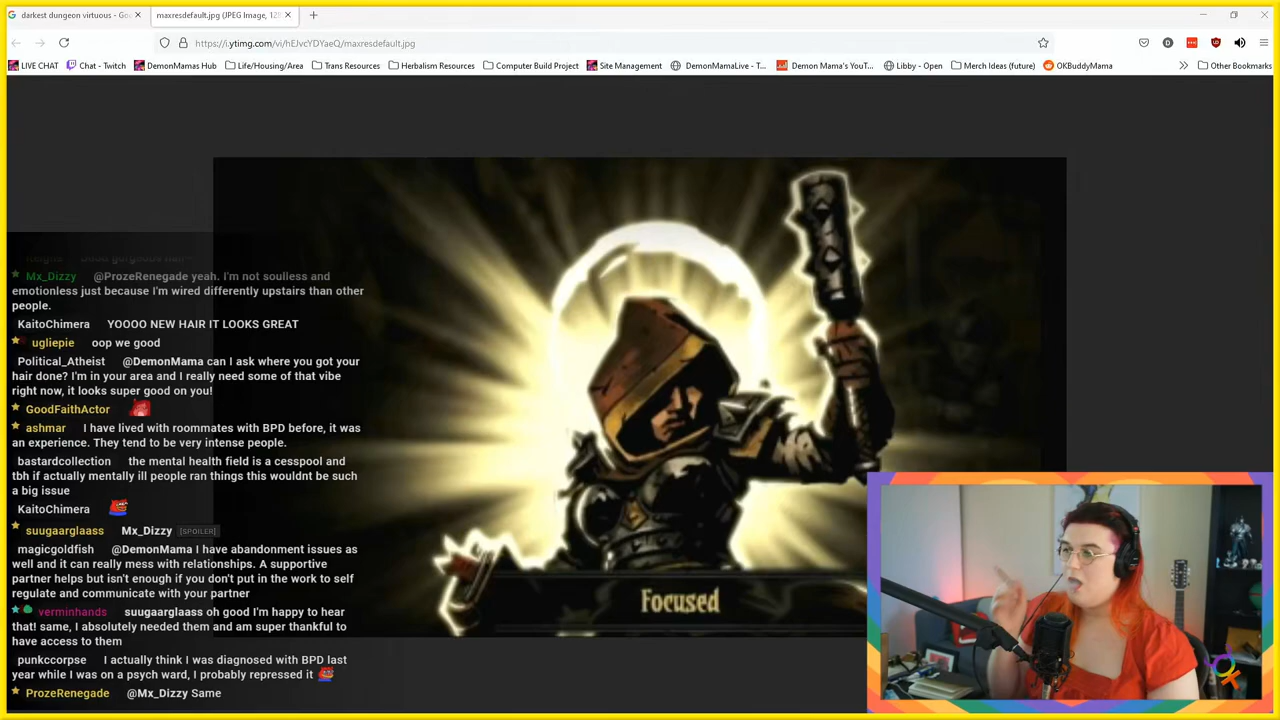 darkest dungeon virtuous - Goo
maxresdefault.jpg (JPEG Image, 128
https://i.ytimg.com/vi/hEJvcYDYaeQ/maxresdefault.jpg
LIVE CHAT
Chat - Twitch
DemonMamas Hub
Life/Housing/Area
Trans Resources
Herbalism Resources
Computer Build Project
Site Management
DemonMamaLive - T...
Demon Mama's YouT...
Libby - Open
Merch Ideas (future)
OKBuddyMama
Other Bookmarks
Mx_Dizzy @ProzeRenegade yeah. I'm not soulless and
emotionless just because I'm wired differently upstairs than other
people.
KaitoChimera YOOOO NEW HAIR IT LOOKS GREAT
ugliepie oop we good
Political_Atheist @DemonMama can I ask where you got your
hair done? I'm in your area and I really need some of that vibe
right now, it looks super good on you!
GoodFaithActor
ashmar I have lived with roommates with BPD before, it was
an experience. They tend to be very intense people.
bastardcollection the mental health field is a cesspool and
tbh if actually mentally ill people ran things this wouldnt be such
a big issue
KaitoChimera
suugaarglaass Mx_Dizzy [SPOILER]
magicgoldfish @DemonMama I have abandonment issues as
well and it can really mess with relationships. A supportive
partner helps but isn't enough if you don't put in the work to self
regulate and communicate with your partner
verminhands suugaarglaass oh good I'm happy to hear
that! same, I absolutely needed them and am super thankful to
have access to them
punkccorpse I actually think I was diagnosed with BPD last
year while I was on a psych ward, I probably repressed it
ProzeRenegade @Mx_Dizzy Same
Focused